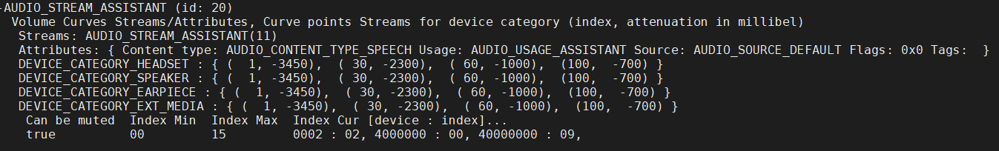 -AUDIO_STREAM_ASSISTANT (id: 20)
Volume Curves Streams/Attributes, Curve points Streams for device category (index, attenuation in millibel)
Streams: AUDIO_STREAM_ASSISTANT(11)
Attributes: { Content type: AUDIO_CONTENT_TYPE_SPEECH Usage: AUDIO_USAGE_ASSISTANT Source: AUDIO_SOURCE_DEFAULT Flags: 0x0 Tags:  }
DEVICE_CATEGORY_HEADSET : { (  1, -3450),  ( 30, -2300),  ( 60, -1000),  (100,  -700) }
DEVICE_CATEGORY_SPEAKER : { (  1, -3450),  ( 30, -2300),  ( 60, -1000),  (100,  -700) }
DEVICE_CATEGORY_EARPIECE : { (  1, -3450),  ( 30, -2300),  ( 60, -1000),  (100,  -700) }
DEVICE_CATEGORY_EXT_MEDIA : { (  1, -3450),  ( 30, -2300),  ( 60, -1000),  (100,  -700) }
Can be muted  Index Min  Index Max  Index Cur [device : index]...
true          00         15         0002 : 02, 4000000 : 00, 40000000 : 09,